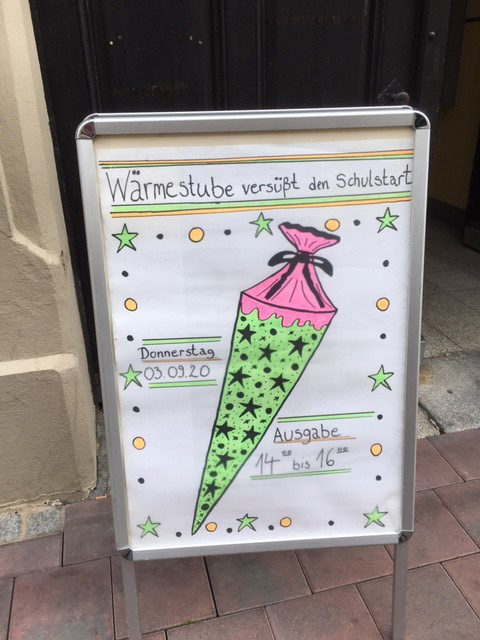 Wärmestube versüßt den Schulstart
Donnerstag
03.09.20
Ausgabe
14⁰⁰ bis 16⁰⁰